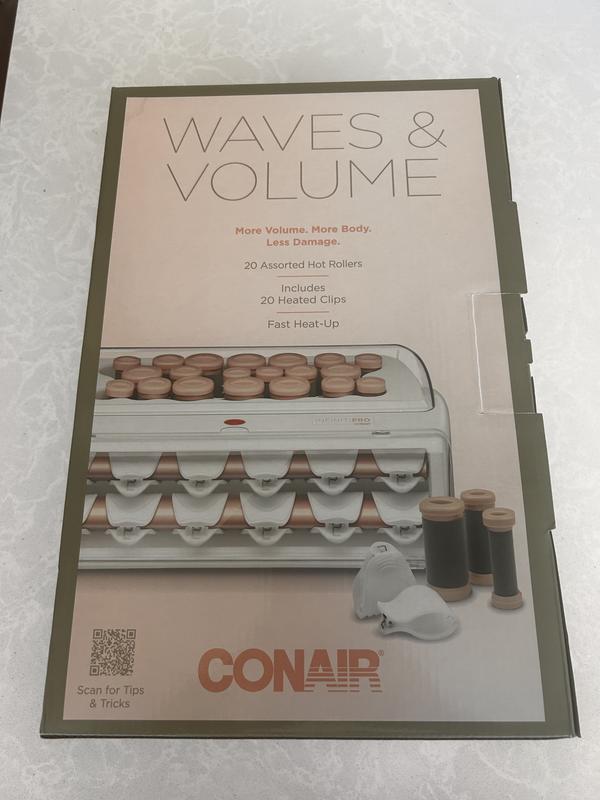 WAVES &
VOLUME
More Volume. More Body.
Less Damage.
20 Assorted Hot Rollers
Includes
20 Heated Clips
Fast Heat-Up
INFINITIPRO
Scan for Tips
& Tricks
CONAIR®